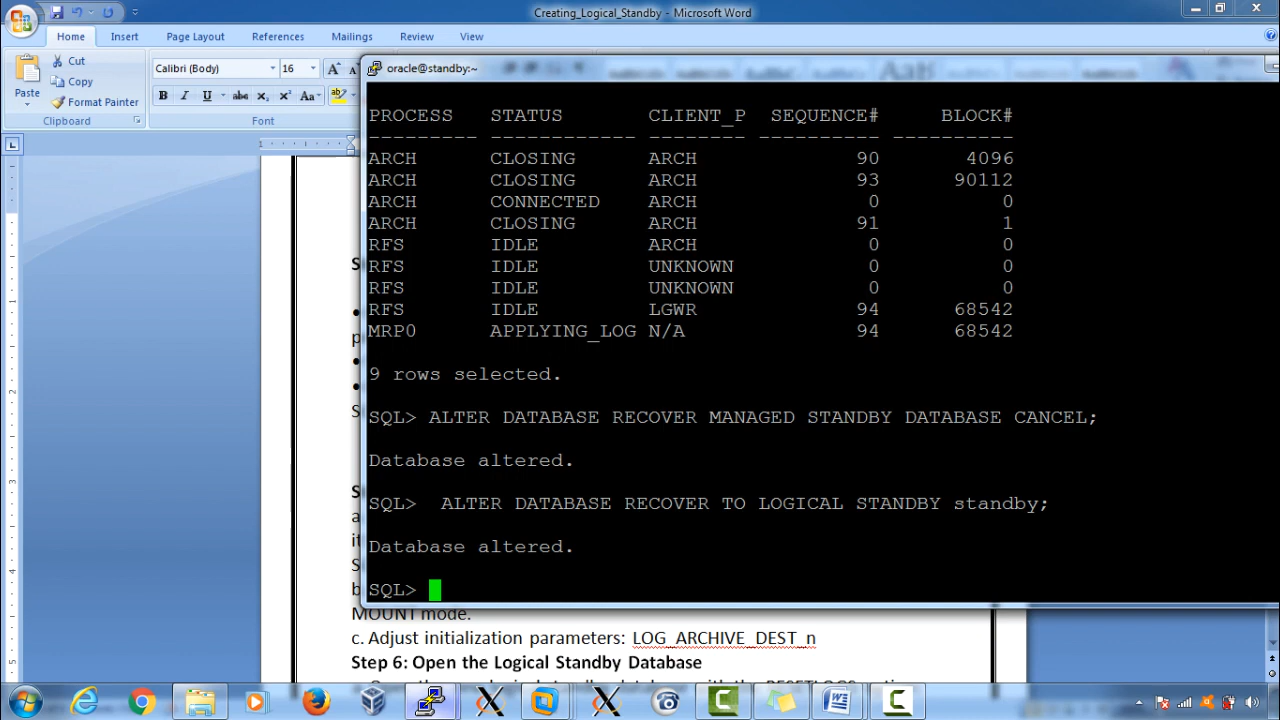 Creating_Logical_Standby - Microsoft Word
Home Insert Page Layout References Mailings Review View
Paste
Cut
Copy
Format Painter
Clipboard
Calibri (Body) 16
B I U abc x₂ x² Aa ab
Font
oracle@standby:~
PROCESS STATUS CLIENT_P SEQUENCE# BLOCK#
--------- ------------ -------- ---------- ----------
ARCH CLOSING ARCH 90 4096
ARCH CLOSING ARCH 93 90112
ARCH CONNECTED ARCH 0 0
ARCH CLOSING ARCH 91 1
RFS IDLE ARCH 0 0
RFS IDLE UNKNOWN 0 0
RFS IDLE UNKNOWN 0 0
RFS IDLE LGWR 94 68542
MRP0 APPLYING_LOG N/A 94 68542
9 rows selected.
SQL> ALTER DATABASE RECOVER MANAGED STANDBY DATABASE CANCEL;
Database altered.
SQL>  ALTER DATABASE RECOVER TO LOGICAL STANDBY standby;
Database altered.
SQL>
MOUNT mode.
c. Adjust initialization parameters: LOG_ARCHIVE_DEST_n
Step 6: Open the Logical Standby Database